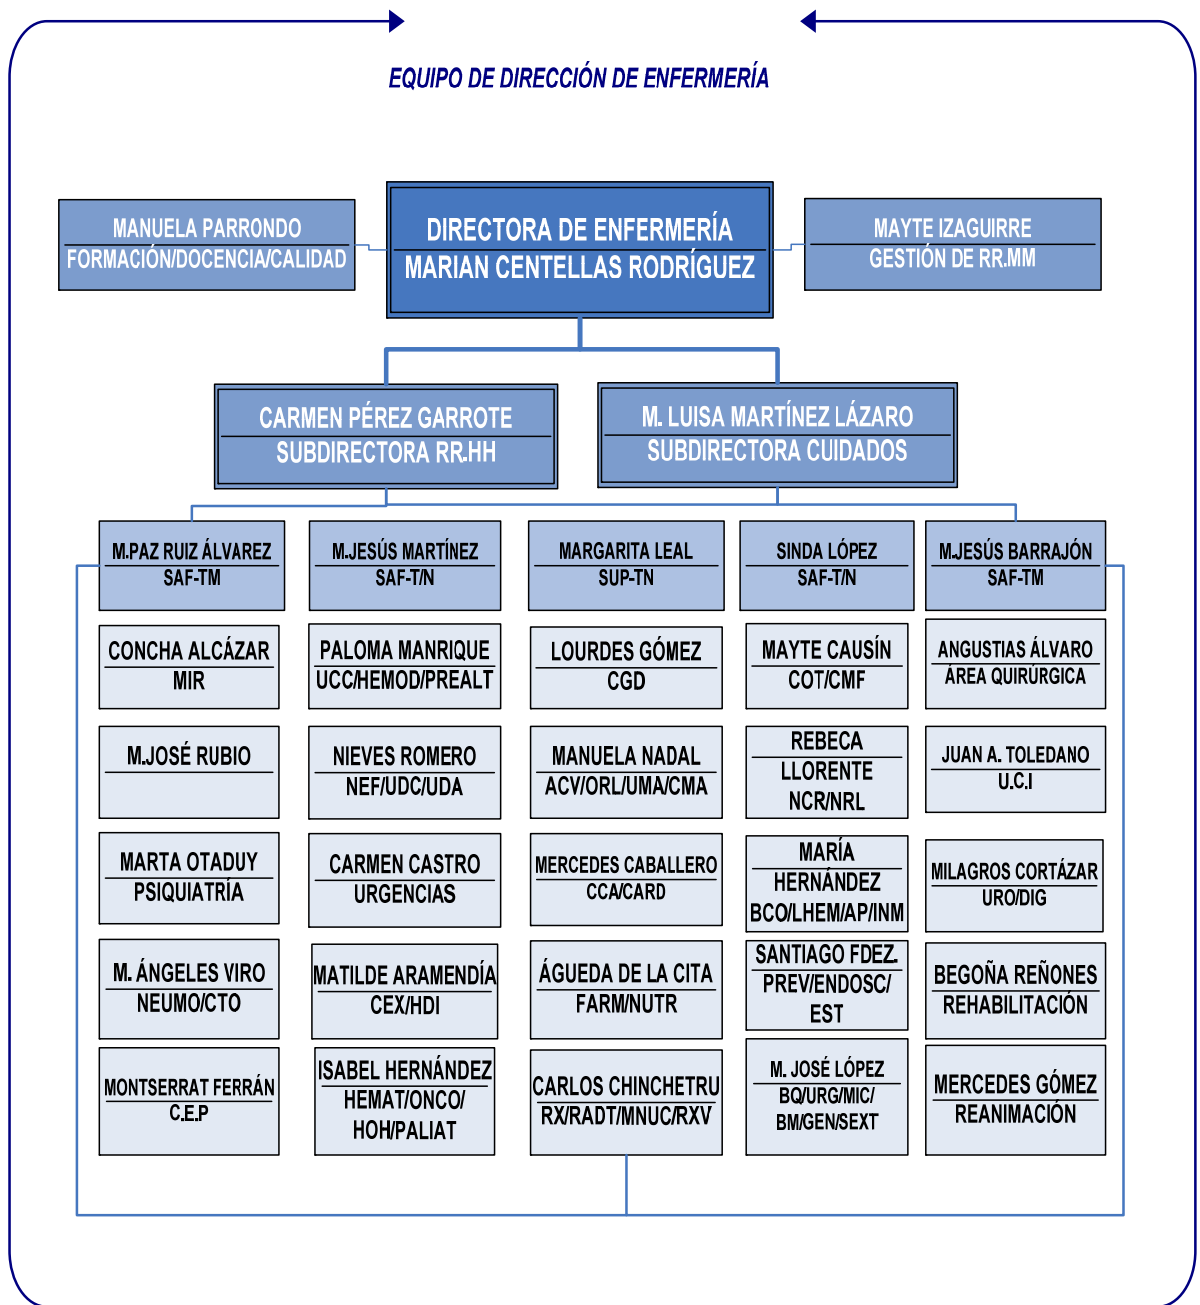 EQUIPO DE DIRECCIÓN DE ENFERMERÍA
MANUELA PARRONDO
FORMACIÓN/DOCENCIA/CALIDAD
DIRECTORA DE ENFERMERÍA
MARIAN CENTELLAS RODRÍGUEZ
MAYTE IZAGUIRRE
GESTIÓN DE RR.MM
CARMEN PÉREZ GARROTE
SUBDIRECTORA RR.HH
M. LUISA MARTÍNEZ LÁZARO
SUBDIRECTORA CUIDADOS
M.PAZ RUIZ ÁLVAREZ
SAF-TM
M.JESÚS MARTÍNEZ
SAF-T/N
MARGARITA LEAL
SUP-TN
SINDA LÓPEZ
SAF-T/N
M.JESÚS BARRAJÓN
SAF-TM
CONCHA ALCÁZAR
MIR
PALOMA MANRIQUE
UCC/HEMOD/PREALT
LOURDES GÓMEZ
CGD
MAYTE CAUSÍN
COT/CMF
ANGUSTIAS ÁLVARO
ÁREA QUIRÚRGICA
M.JOSÉ RUBIO
NIEVES ROMERO
NEF/UDC/UDA
MANUELA NADAL
ACV/ORL/UMA/CMA
REBECA
LLORENTE
NCR/NRL
JUAN A. TOLEDANO
U.C.I
MARTA OTADUY
PSIQUIATRÍA
CARMEN CASTRO
URGENCIAS
MERCEDES CABALLERO
CCA/CARD
MARÍA
HERNÁNDEZ
BCO/LHEM/AP/INM
MILAGROS CORTÁZAR
URO/DIG
M. ÁNGELES VIRO
NEUMO/CTO
MATILDE ARAMENDÍA
CEX/HDI
ÁGUEDA DE LA CITA
FARM/NUTR
SANTIAGO FDEZ.
PREV/ENDOSC/
EST
BEGOÑA REÑONES
REHABILITACIÓN
MONTSERRAT FERRÁN
C.E.P
ISABEL HERNÁNDEZ
HEMAT/ONCO/
HOH/PALIAT
CARLOS CHINCHETRU
RX/RADT/MNUC/RXV
M. JOSÉ LÓPEZ
BQ/URG/MIC/
BM/GEN/SEXT
MERCEDES GÓMEZ
REANIMACIÓN